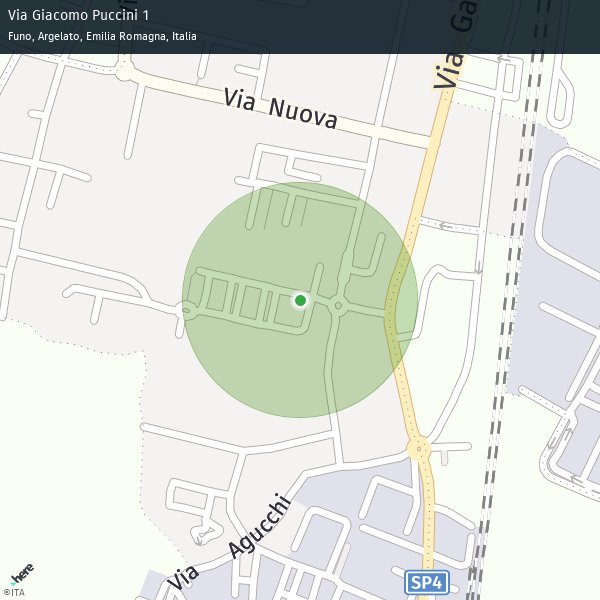 Via Giacomo Puccini 1
Funo, Argelato, Emilia Romagna, Italia
Via Ga
Via Nuova
Via Agucchi
SP4
here
©ITA